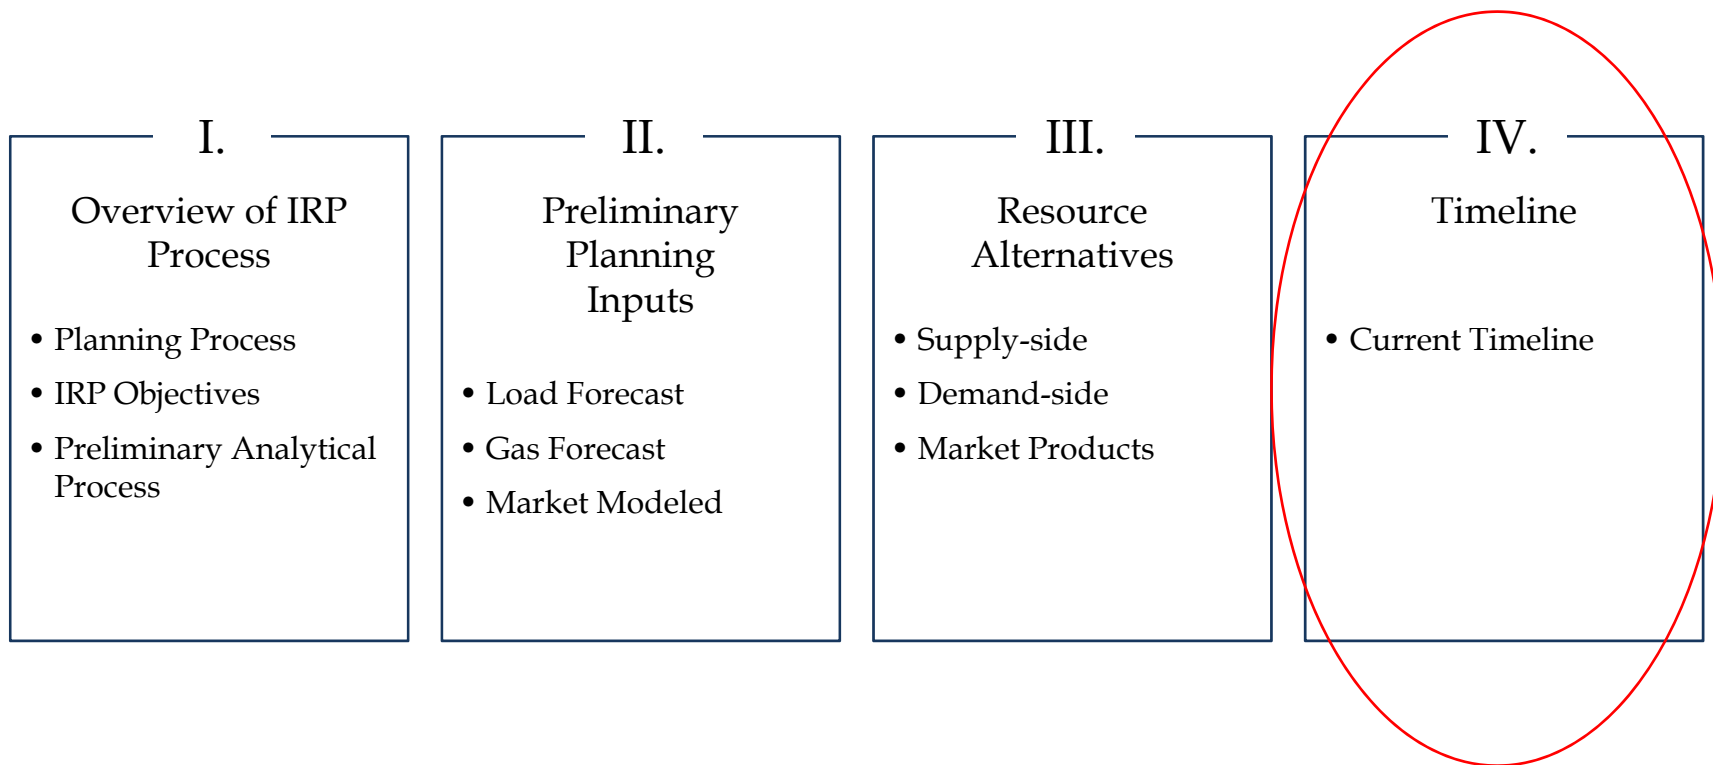 I.
Overview of IRP
Process
• Planning Process
• IRP Objectives
• Preliminary Analytical
Process
II.
Preliminary
Planning
Inputs
• Load Forecast
• Gas Forecast
• Market Modeled
III.
Resource
Alternatives
• Supply-side
• Demand-side
• Market Products
IV.
Timeline
• Current Timeline